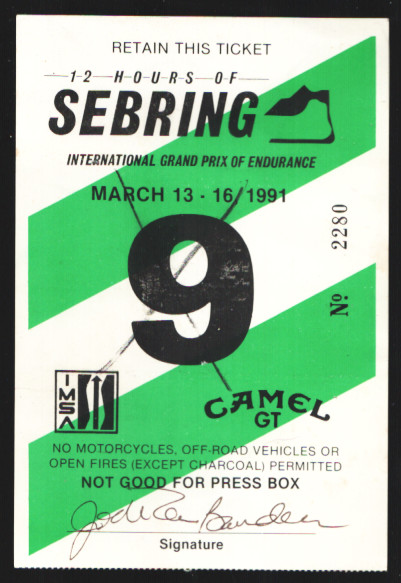 RETAIN THIS TICKET
12 HOURS OF
SEBRING
INTERNATIONAL GRAND PRIX OF ENDURANCE
MARCH 13 - 16/1991
9
Nº 2280
IMSA
CAMEL
GT
NO MOTORCYCLES, OFF-ROAD VEHICLES OR
OPEN FIRES (EXCEPT CHARCOAL) PERMITTED
NOT GOOD FOR PRESS BOX
Signature